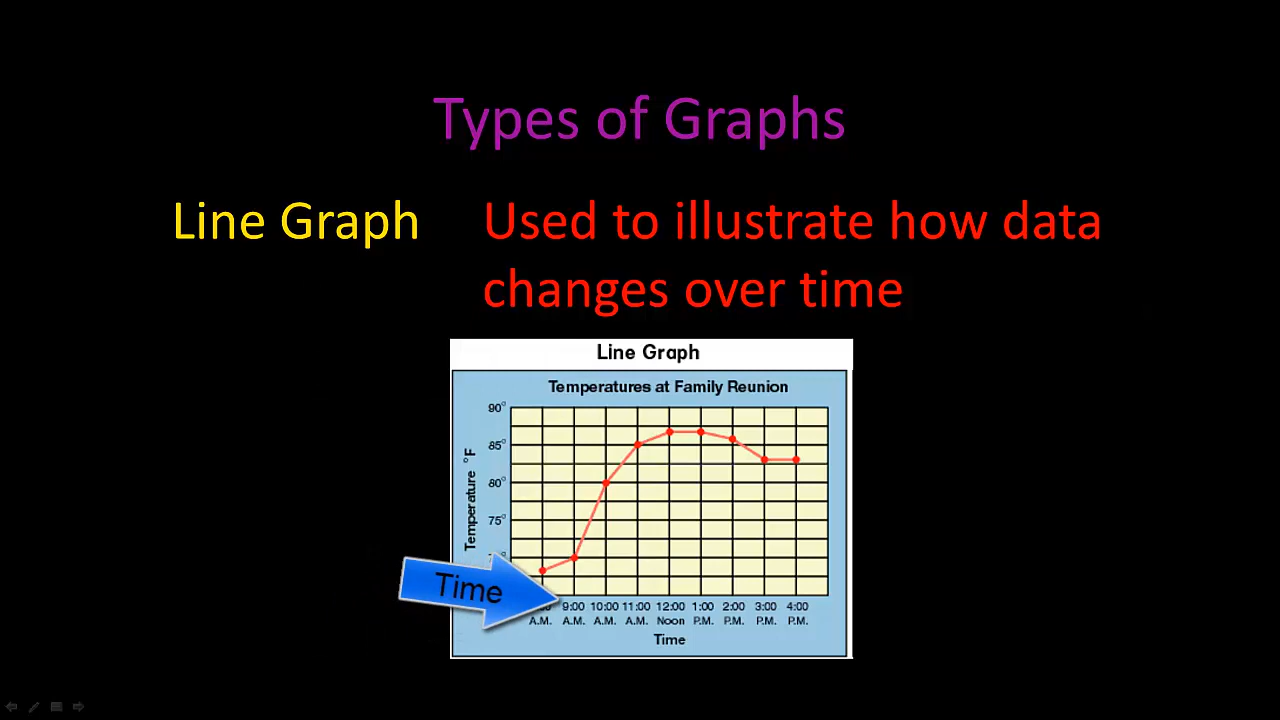 Types of Graphs
Line Graph
Used to illustrate how data
changes over time
Line Graph
Temperatures at Family Reunion
90°
85°
80°
75°
Temperature °F
Time
9:00 10:00 11:00 12:00 1:00 2:00 3:00 4:00
A.M. A.M. A.M. A.M. Noon P.M. P.M. P.M. P.M.
Time